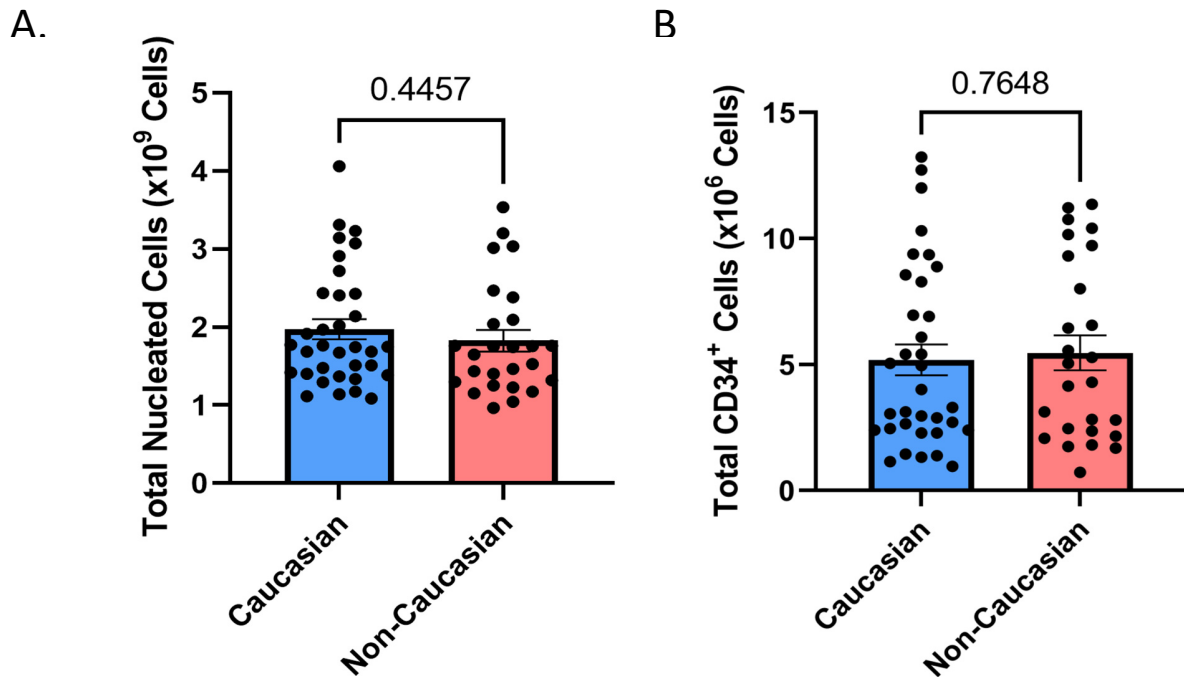 A.
B
0.4457
Total Nucleated Cells (x10⁹ Cells)
5
4
3
2
1
0
Caucasian
Non-Caucasian
0.7648
Total CD34⁺ Cells (x10⁶ Cells)
15
10
5
0
Caucasian
Non-Caucasian